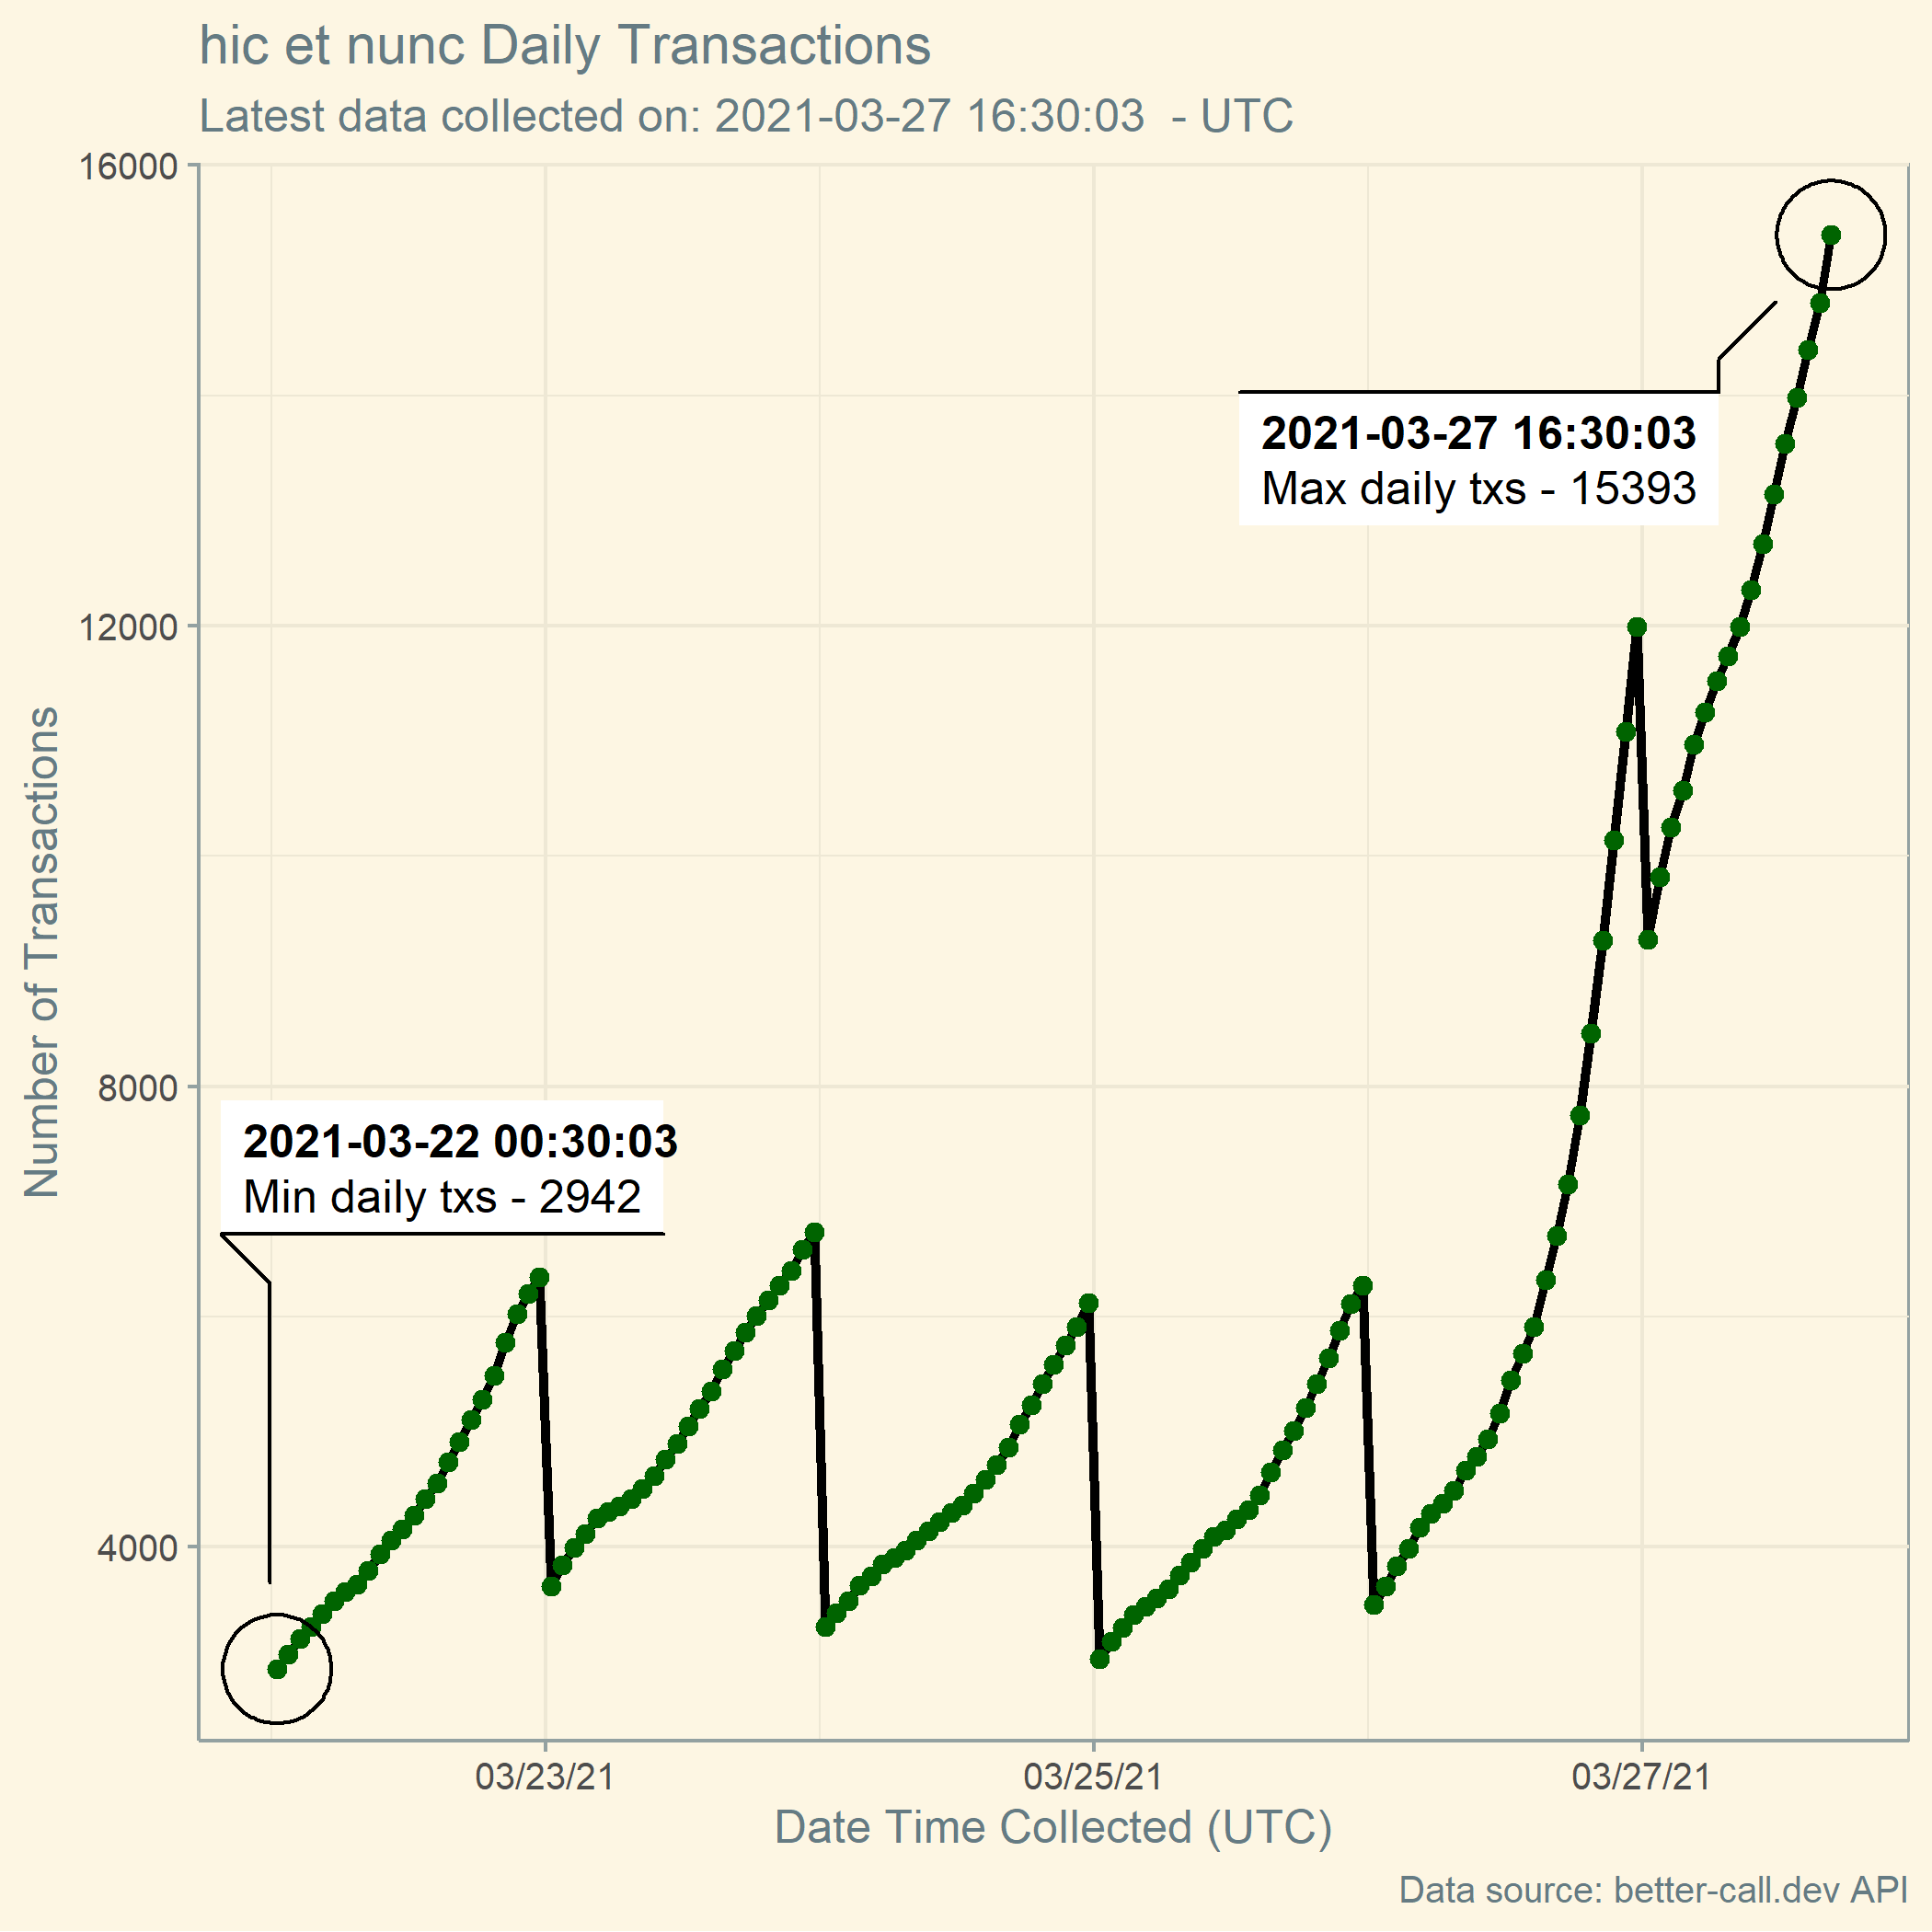 hic et nunc Daily Transactions
Latest data collected on: 2021-03-27 16:30:03  - UTC
16000
12000
8000
4000
Number of Transactions
2021-03-27 16:30:03
Max daily txs - 15393
2021-03-22 00:30:03
Min daily txs - 2942
03/23/21
03/25/21
03/27/21
Date Time Collected (UTC)
Data source: better-call.dev API